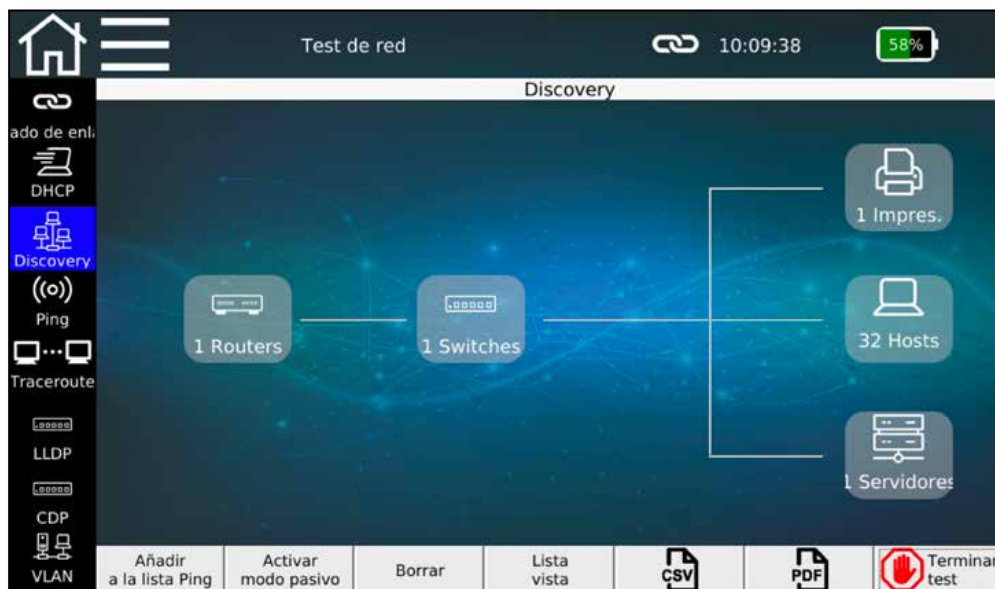 Test de red
10:09:38
58%
Discovery
ado de enla
DHCP
Discovery
Ping
Traceroute
LLDP
CDP
VLAN
1 Routers
1 Switches
1 Impres.
32 Hosts
1 Servidores
Añadir
a la lista Ping
Activar
modo pasivo
Borrar
Lista
vista
CSV
PDF
Terminar
test